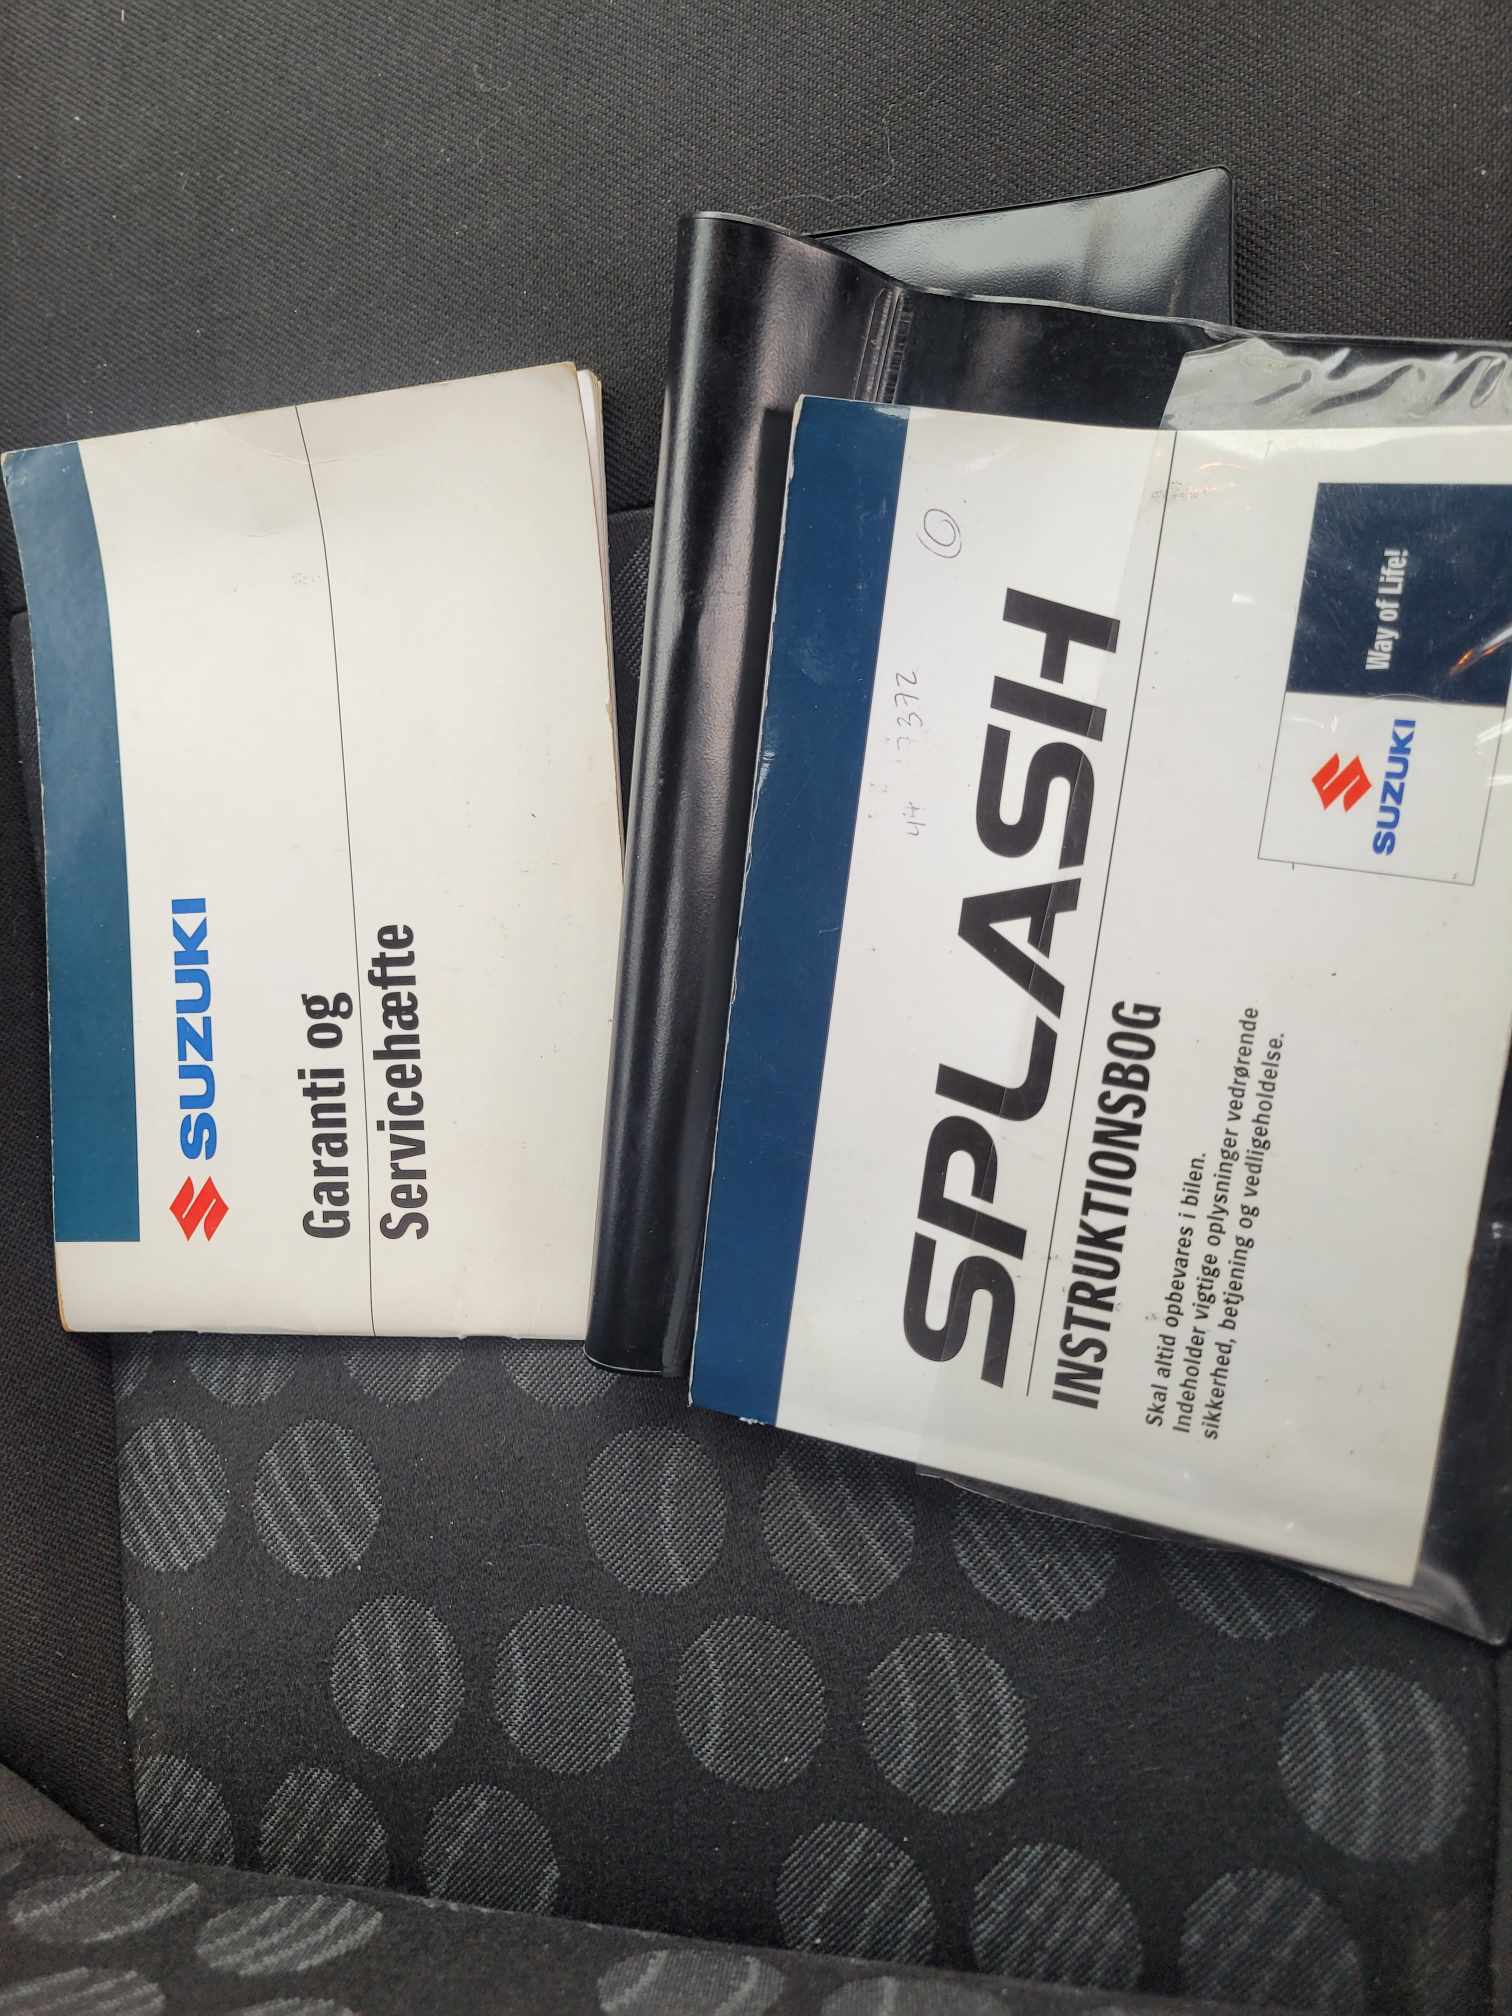 SUZUKI
Garanti og
Servicehæfte
7372
SPLASH
INSTRUKTIONSBOG
Skal altid opbevares i bilen.
Indeholder vigtige oplysninger vedrørende
sikkerhed, betjening og vedligeholdelse.
SUZUKI
Way of Life!